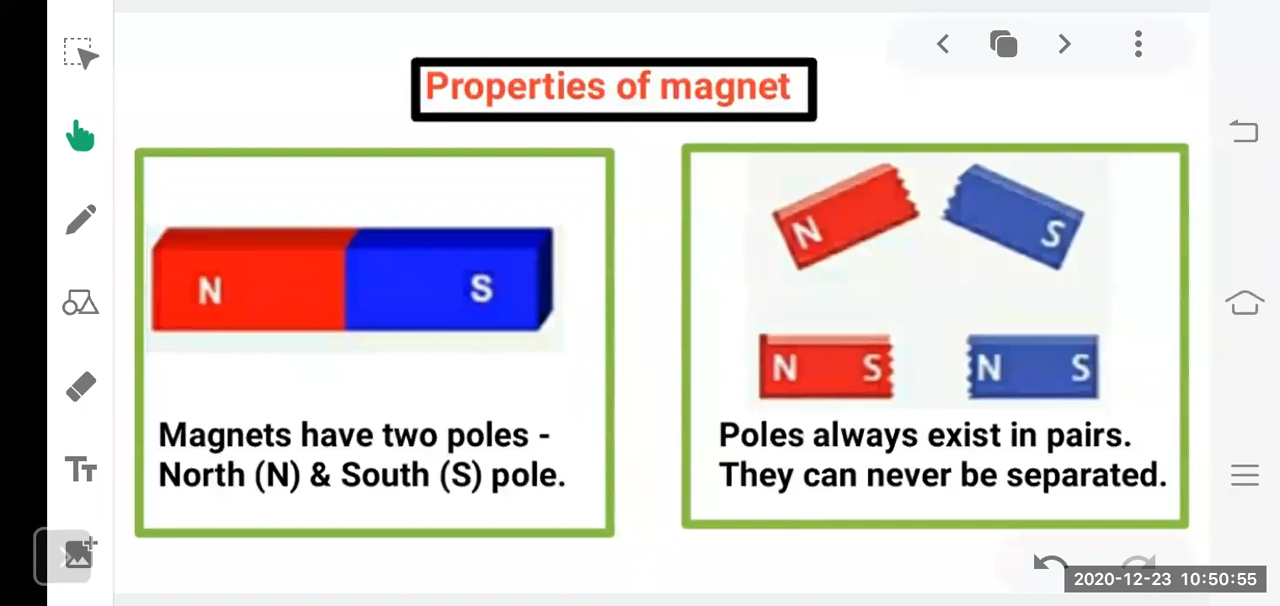 Properties of magnet
N S
Magnets have two poles -
North (N) & South (S) pole.
N S
N S N S
Poles always exist in pairs.
They can never be separated.
Tт
2020-12-23 10:50:55